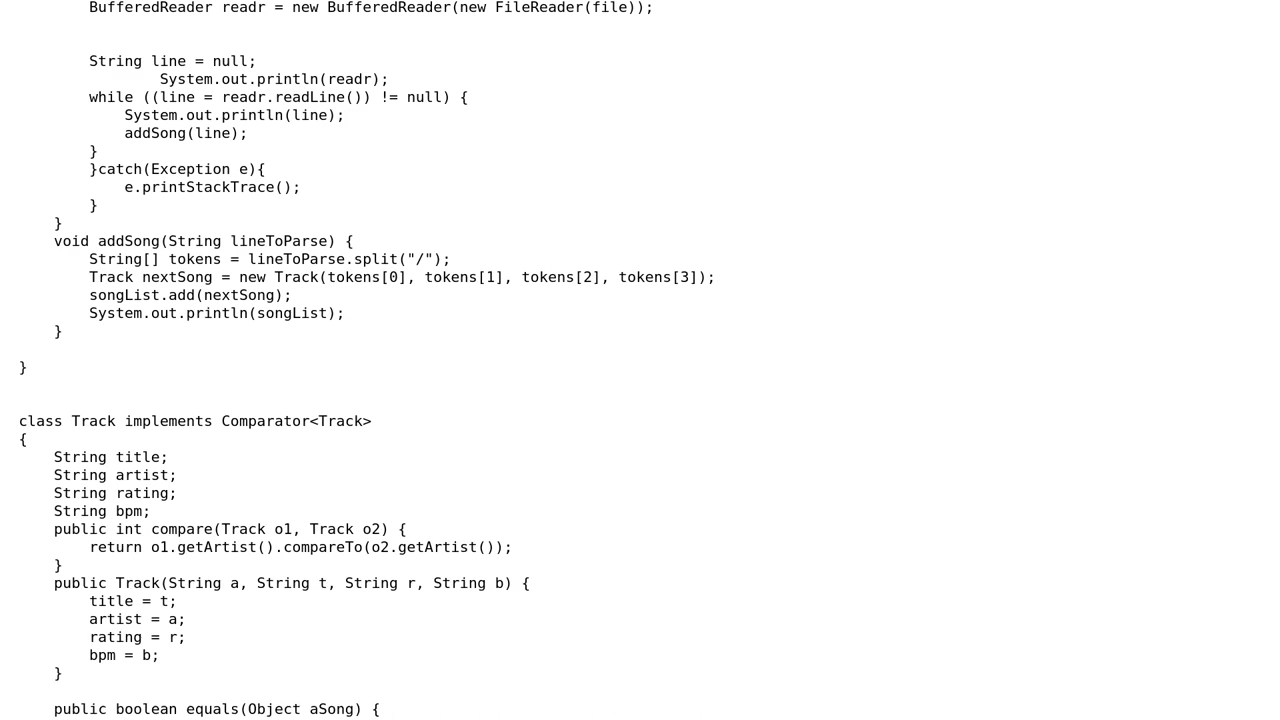 BufferedReader readr = new BufferedReader(new FileReader(file));
String line = null;
System.out.println(readr);
while ((line = readr.readLine()) != null) {
System.out.println(line);
addSong(line);
}
}catch(Exception e){
e.printStackTrace();
}
}
void addSong(String lineToParse) {
String[] tokens = lineToParse.split("/");
Track nextSong = new Track(tokens[0], tokens[1], tokens[2], tokens[3]);
songList.add(nextSong);
System.out.println(songList);
}
}
class Track implements Comparator<Track>
{
String title;
String artist;
String rating;
String bpm;
public int compare(Track o1, Track o2) {
return o1.getArtist().compareTo(o2.getArtist());
}
public Track(String a, String t, String r, String b) {
title = t;
artist = a;
rating = r;
bpm = b;
}
public boolean equals(Object aSong) {